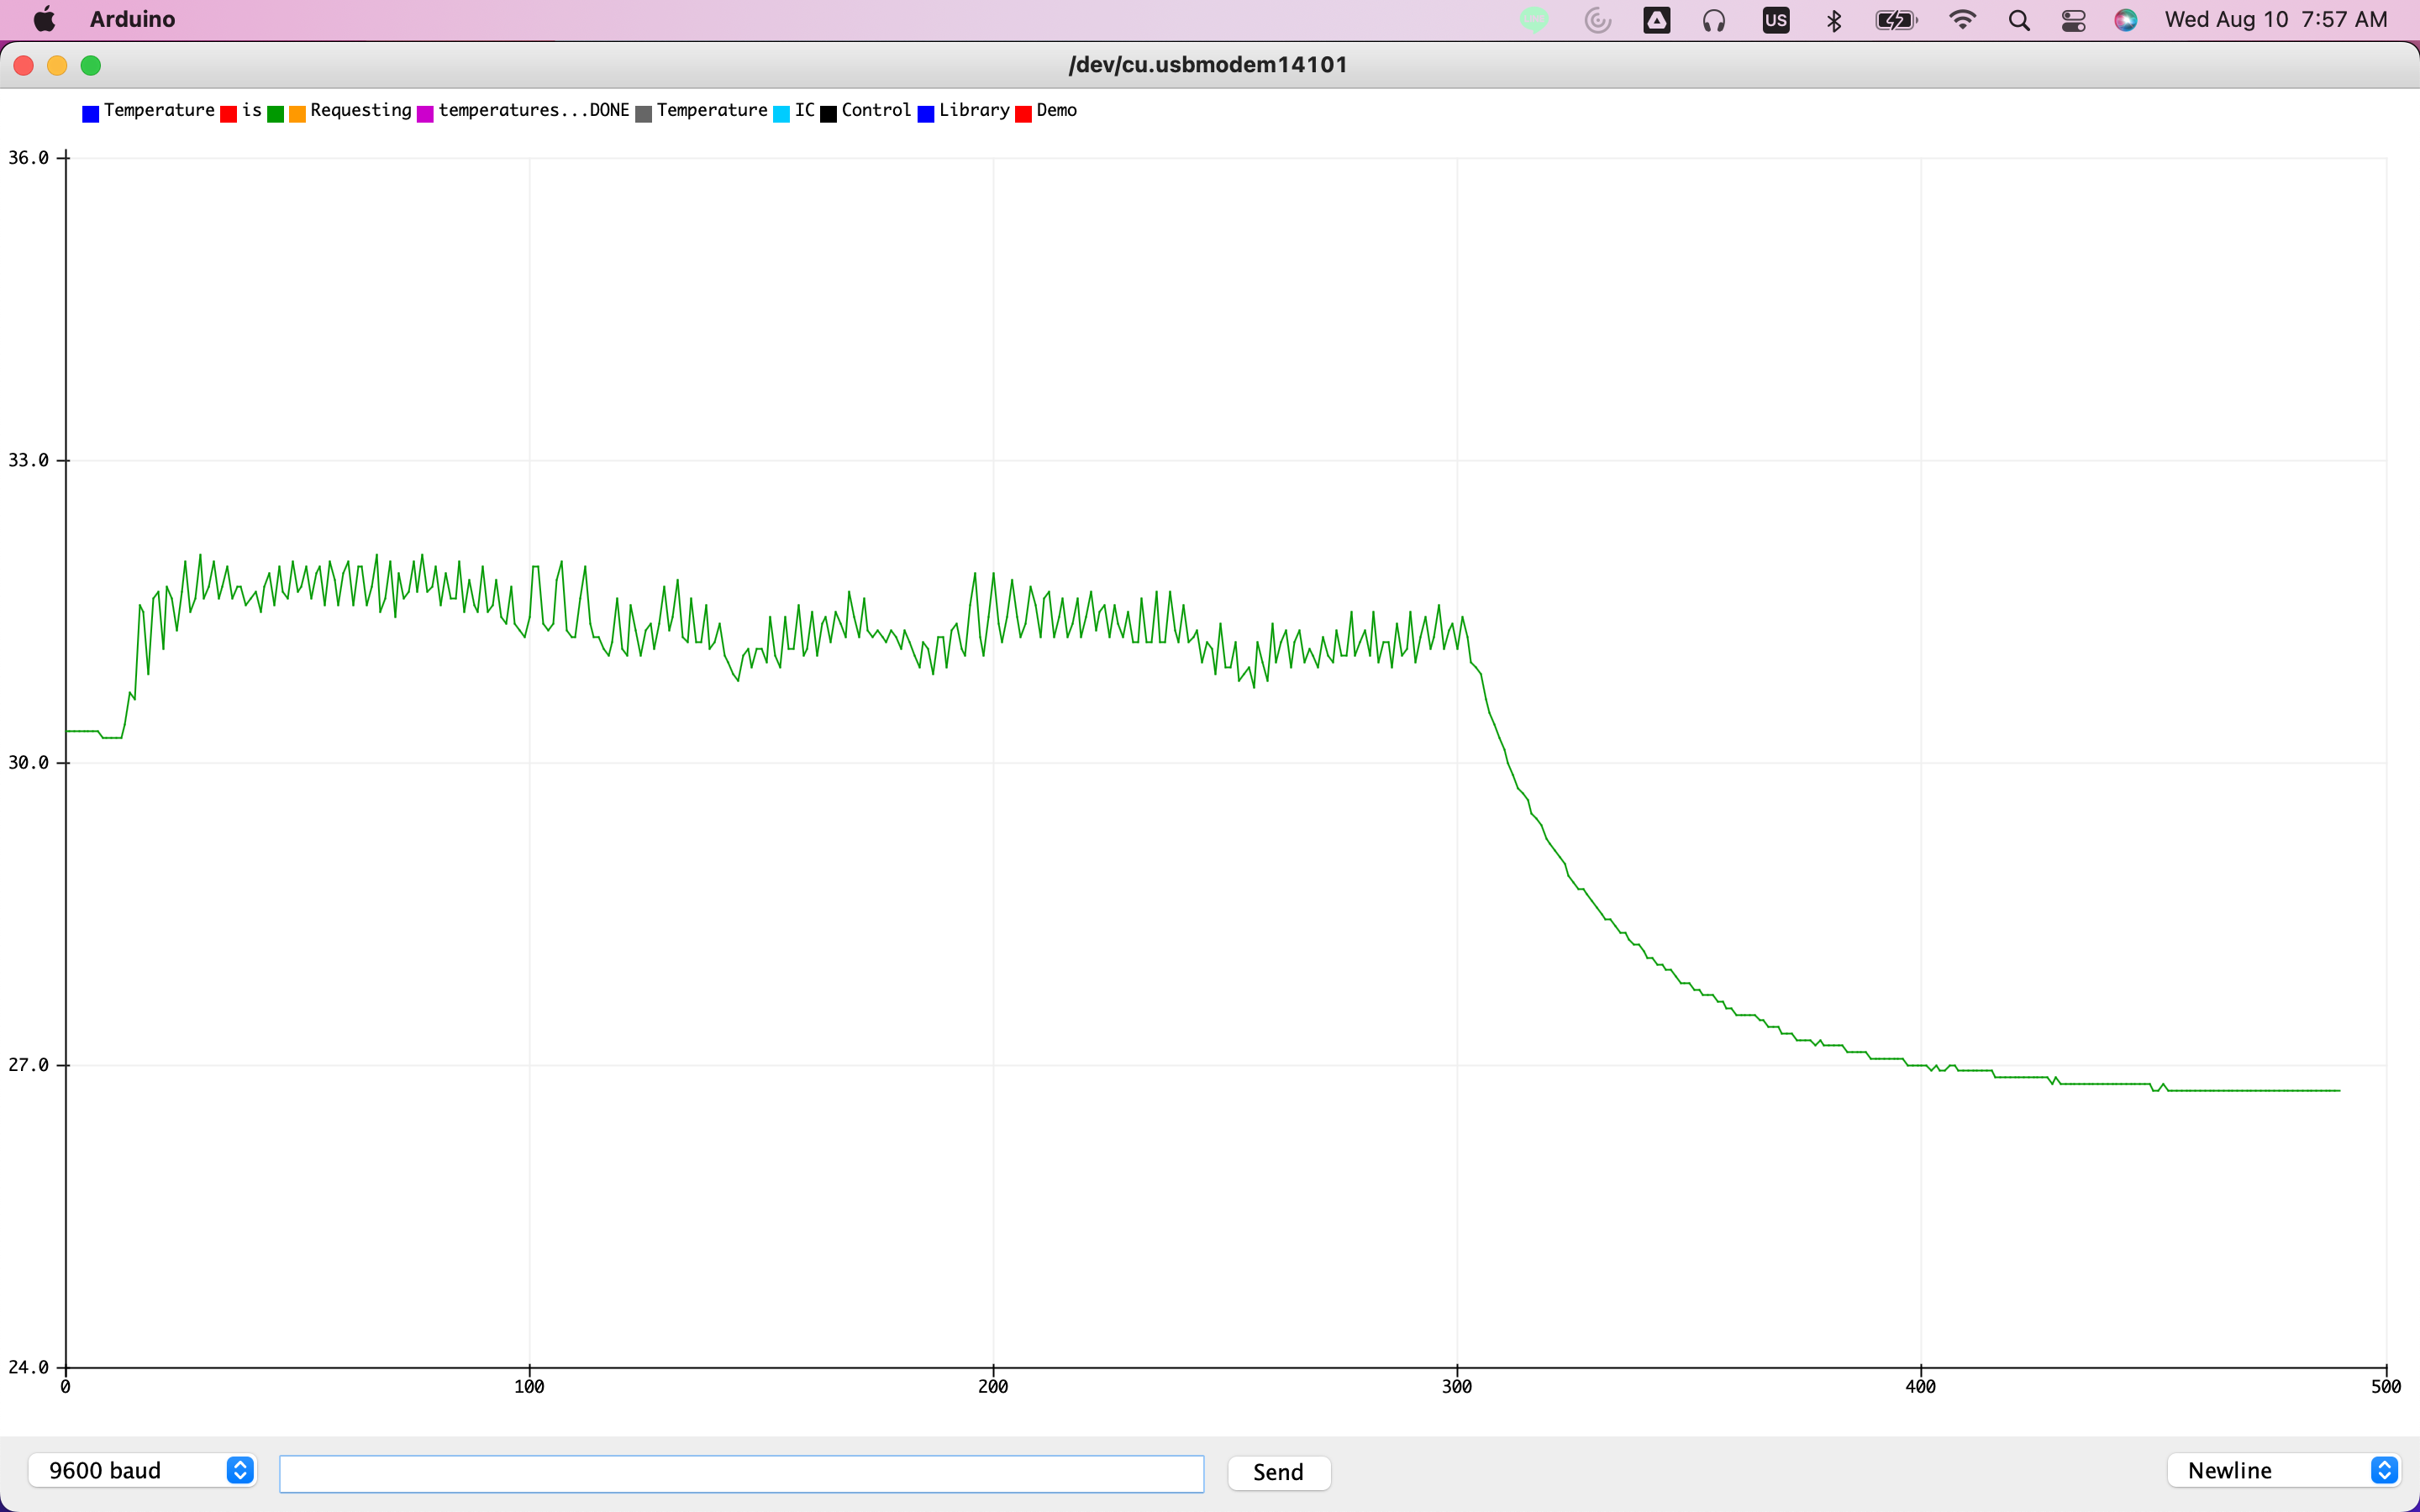 Arduino US Wed Aug 10 7:57 AM
/dev/cu.usbmodem14101
Temperature is Requesting temperatures...DONE Temperature IC Control Library Demo
36.0
33.0
30.0
27.0
24.0
0 100 200 300 400 500
9600 baud Send Newline